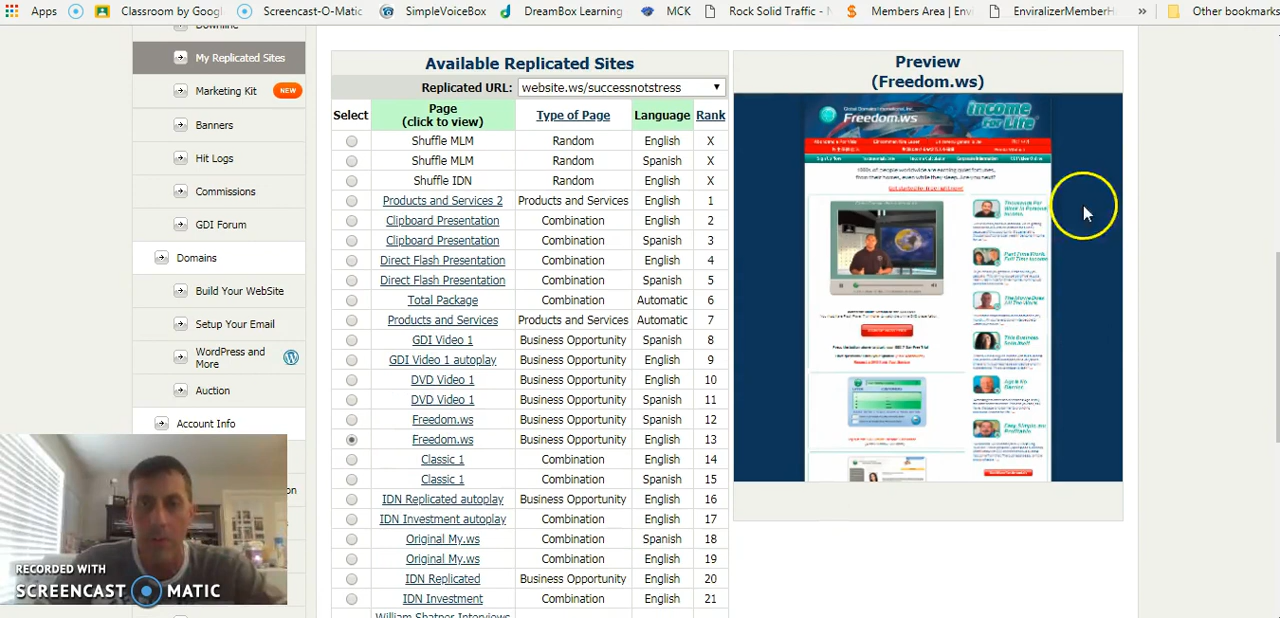 Apps
Classroom by Goog
Screencast-O-Matic
SimpleVoiceBox
DreamBox Learning
MCK
Rock Solid Traffic -
Members Area | Env
EnviralizerMemberH
»
Other bookmarks
Downline
My Replicated Sites
Marketing Kit
NEW
Banners
Hit Logs
Commissions
GDI Forum
Domains
Build Your Website
Setup Your Email
WordPress and
More
Auction
Info
Available Replicated Sites
Replicated URL: website.ws/successnotstress
Select Page (click to view) Type of Page Language Rank
Shuffle MLM Random English X
Shuffle MLM Random Spanish X
Shuffle IDN Random English X
Products and Services 2 Products and Services English 1
Clipboard Presentation Combination English 2
Clipboard Presentation Combination Spanish 3
Direct Flash Presentation Combination English 4
Direct Flash Presentation Combination Spanish 5
Total Package Combination Automatic 6
Products and Services Products and Services Automatic 7
GDI Video 1 Business Opportunity English 8
GDI Video 1 autoplay Business Opportunity English 9
DVD Video 1 Business Opportunity English 10
DVD Video 1 Business Opportunity Spanish 11
Freedom.ws Business Opportunity English 12
Freedom.ws Business Opportunity English 13
Classic 1 Combination English 14
Classic 1 Combination Spanish 15
IDN Replicated autoplay Business Opportunity English 16
IDN Investment autoplay Combination English 17
Original My.ws Combination Spanish 18
Original My.ws Combination English 19
IDN Replicated Business Opportunity English 20
IDN Investment Combination English 21
William Shatner Interviews
Preview
(Freedom.ws)
Global Domains International, Inc.
Freedom.ws
income
For Life
RECORDED WITH
SCREENCAST MATIC